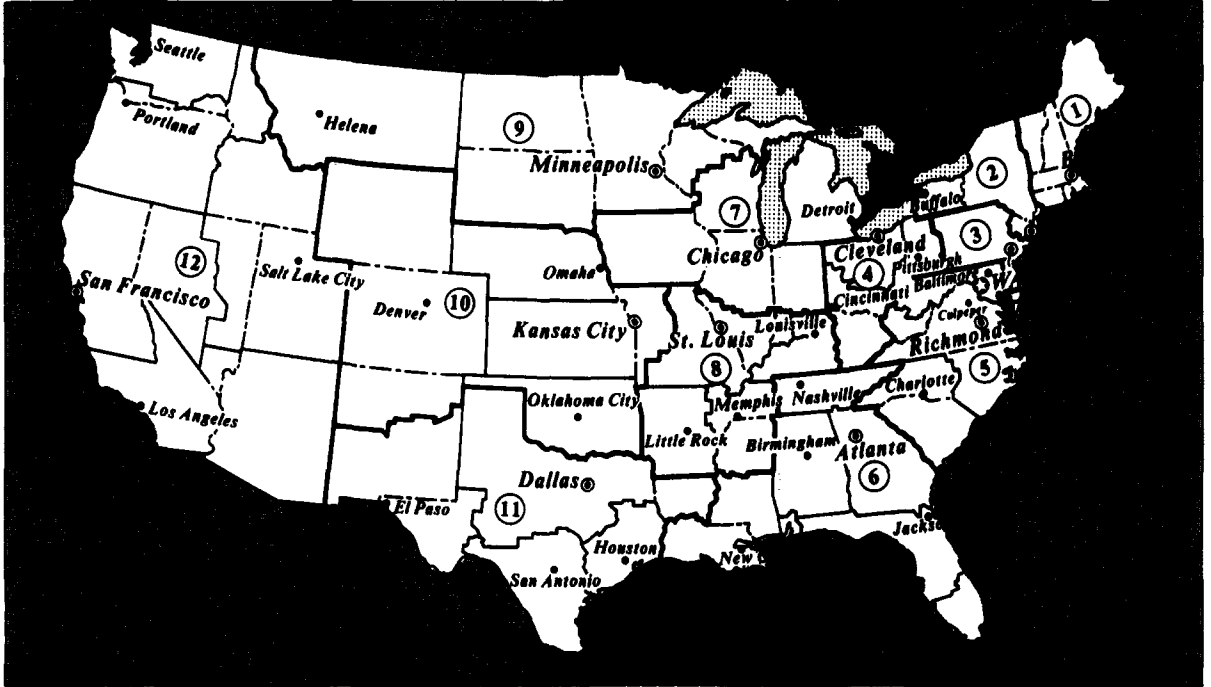 Seattle
1
Portland
Helena
9
Minneapolis
2
Buffalo
7
Detroit
3
12
Chicago
Cleveland
Pittsburgh
Salt Lake City
Omaha
4
Baltimore
San Francisco
Denver
10
Cincinnati
Culpeper
Kansas City
St. Louis
Louisville
Richmond
8
5
Los Angeles
Oklahoma City
Memphis
Nashville
Charlotte
Little Rock
Birmingham
Atlanta
Dallas
6
El Paso
11
Houston
New
San Antonio